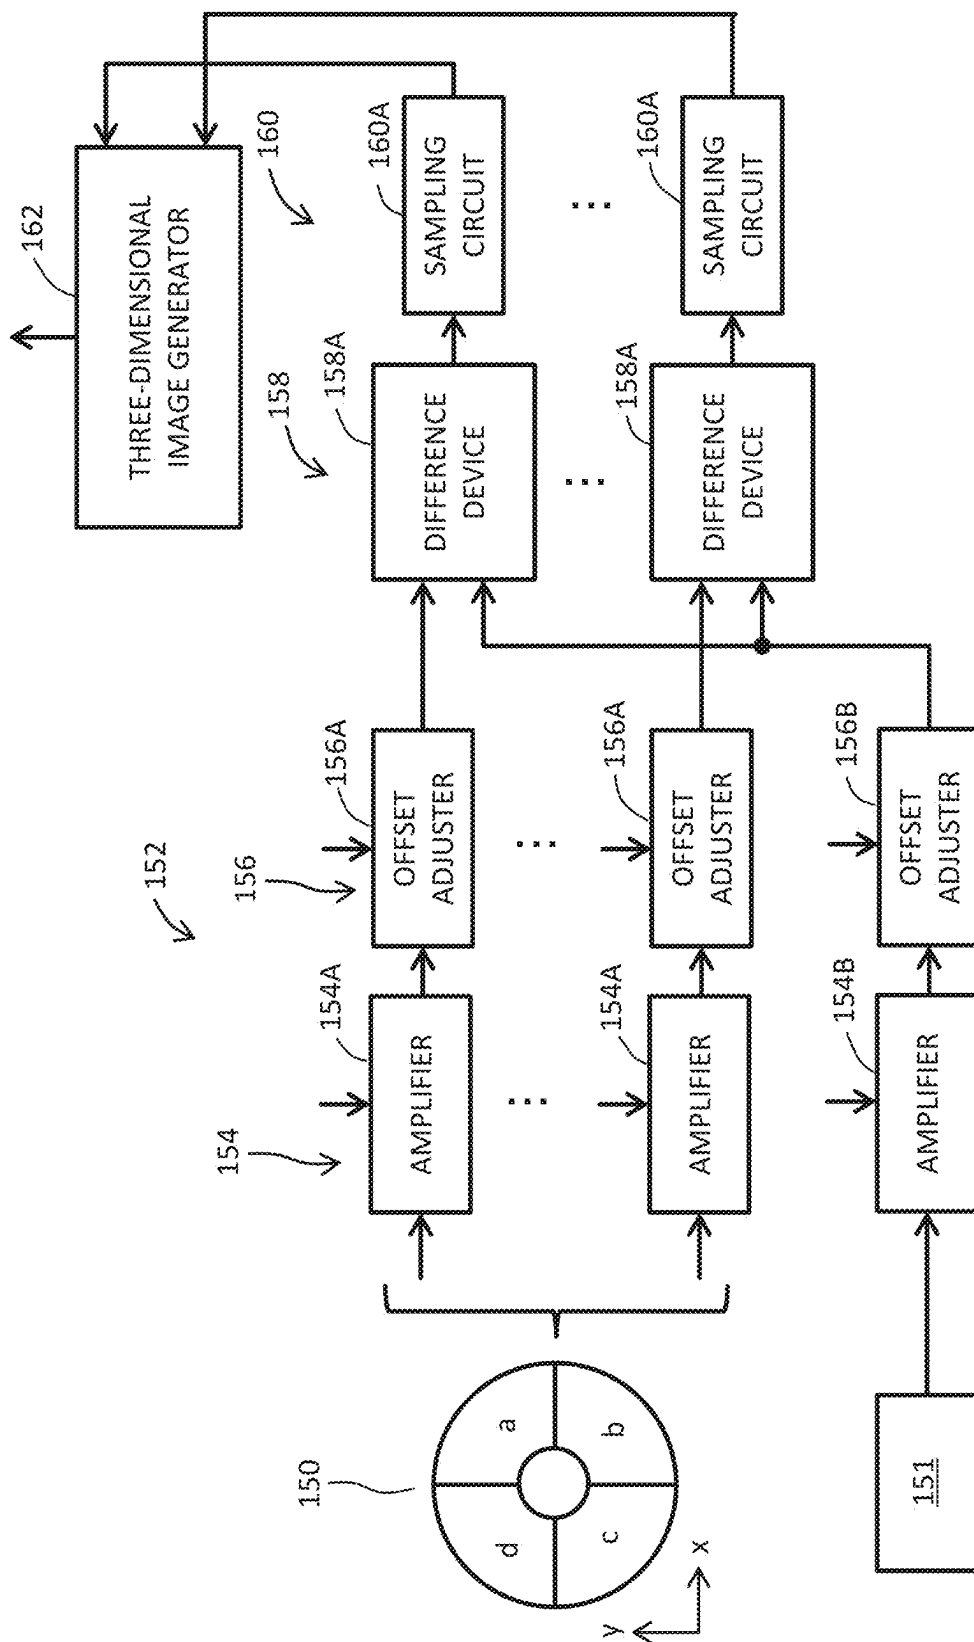 162
THREE-DIMENSIONAL
IMAGE GENERATOR
1152
154
156
158
160
154A
AMPLIFIER
156A
OFFSET
ADJUSTER
158A
DIFFERENCE
DEVICE
160A
SAMPLING
CIRCUIT
...
...
...
...
150
a
b
c
d
y
x
154A
AMPLIFIER
156A
OFFSET
ADJUSTER
158A
DIFFERENCE
DEVICE
160A
SAMPLING
CIRCUIT
151
154B
AMPLIFIER
156B
OFFSET
ADJUSTER